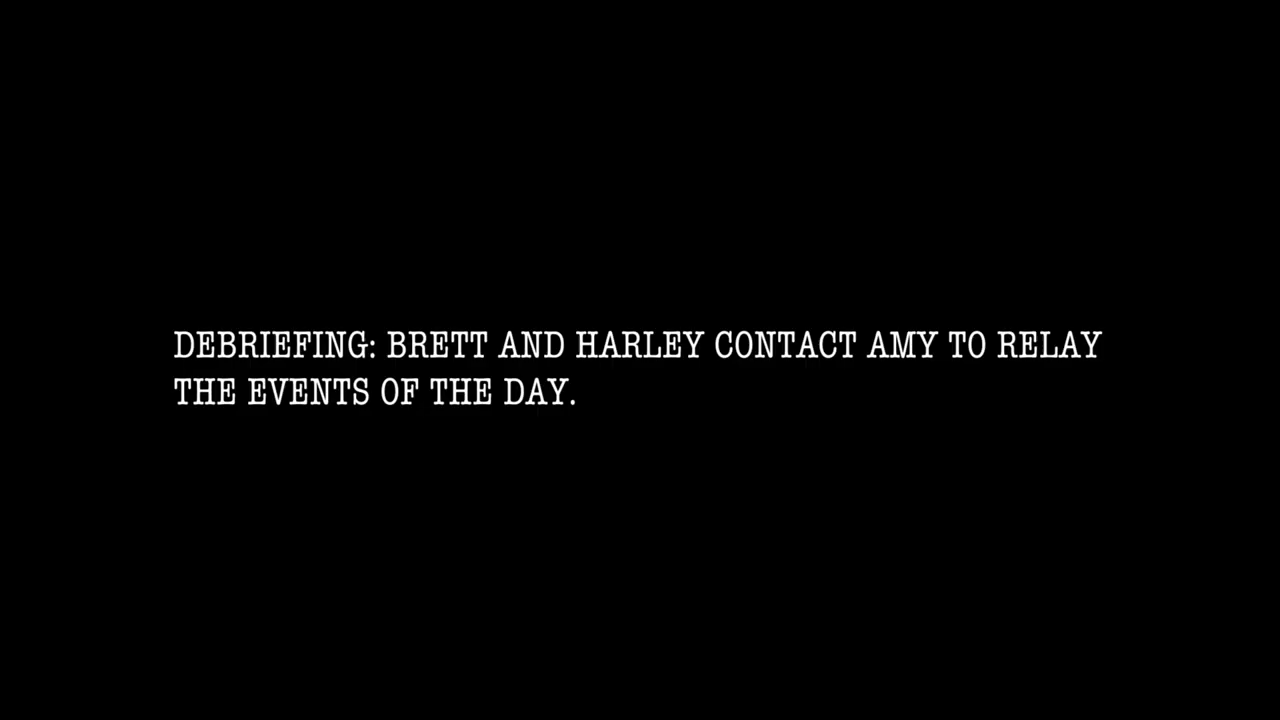 DEBRIEFING: BRETT AND HARLEY CONTACT AMY TO RELAY
THE EVENTS OF THE DAY.